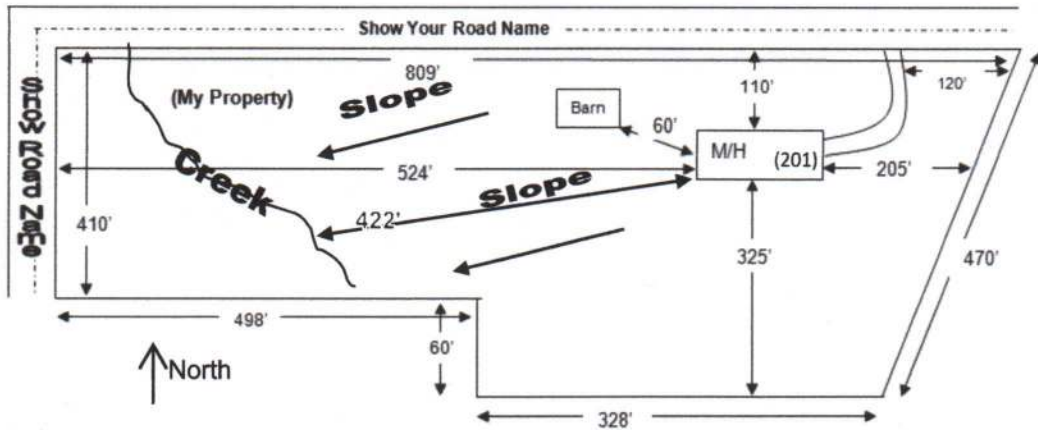 Show Your Road Name
Show Road Name
809'
(My Property)
Slope
110'
120'
Barn
60'
M/H
(201)
205'
Creek
524'
Slope
422'
410'
325'
470'
498'
60'
North
328'